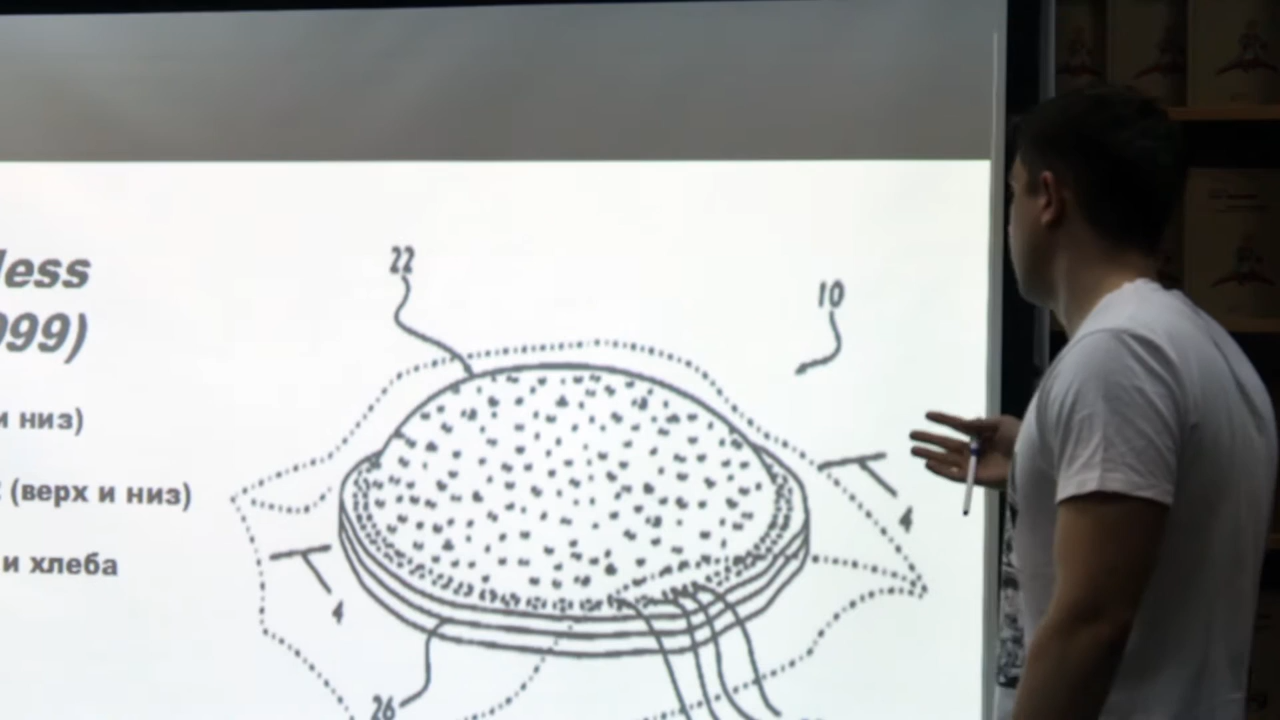 less
999)
и низ)
(верх и низ)
и хлеба
22
10
4
4
26